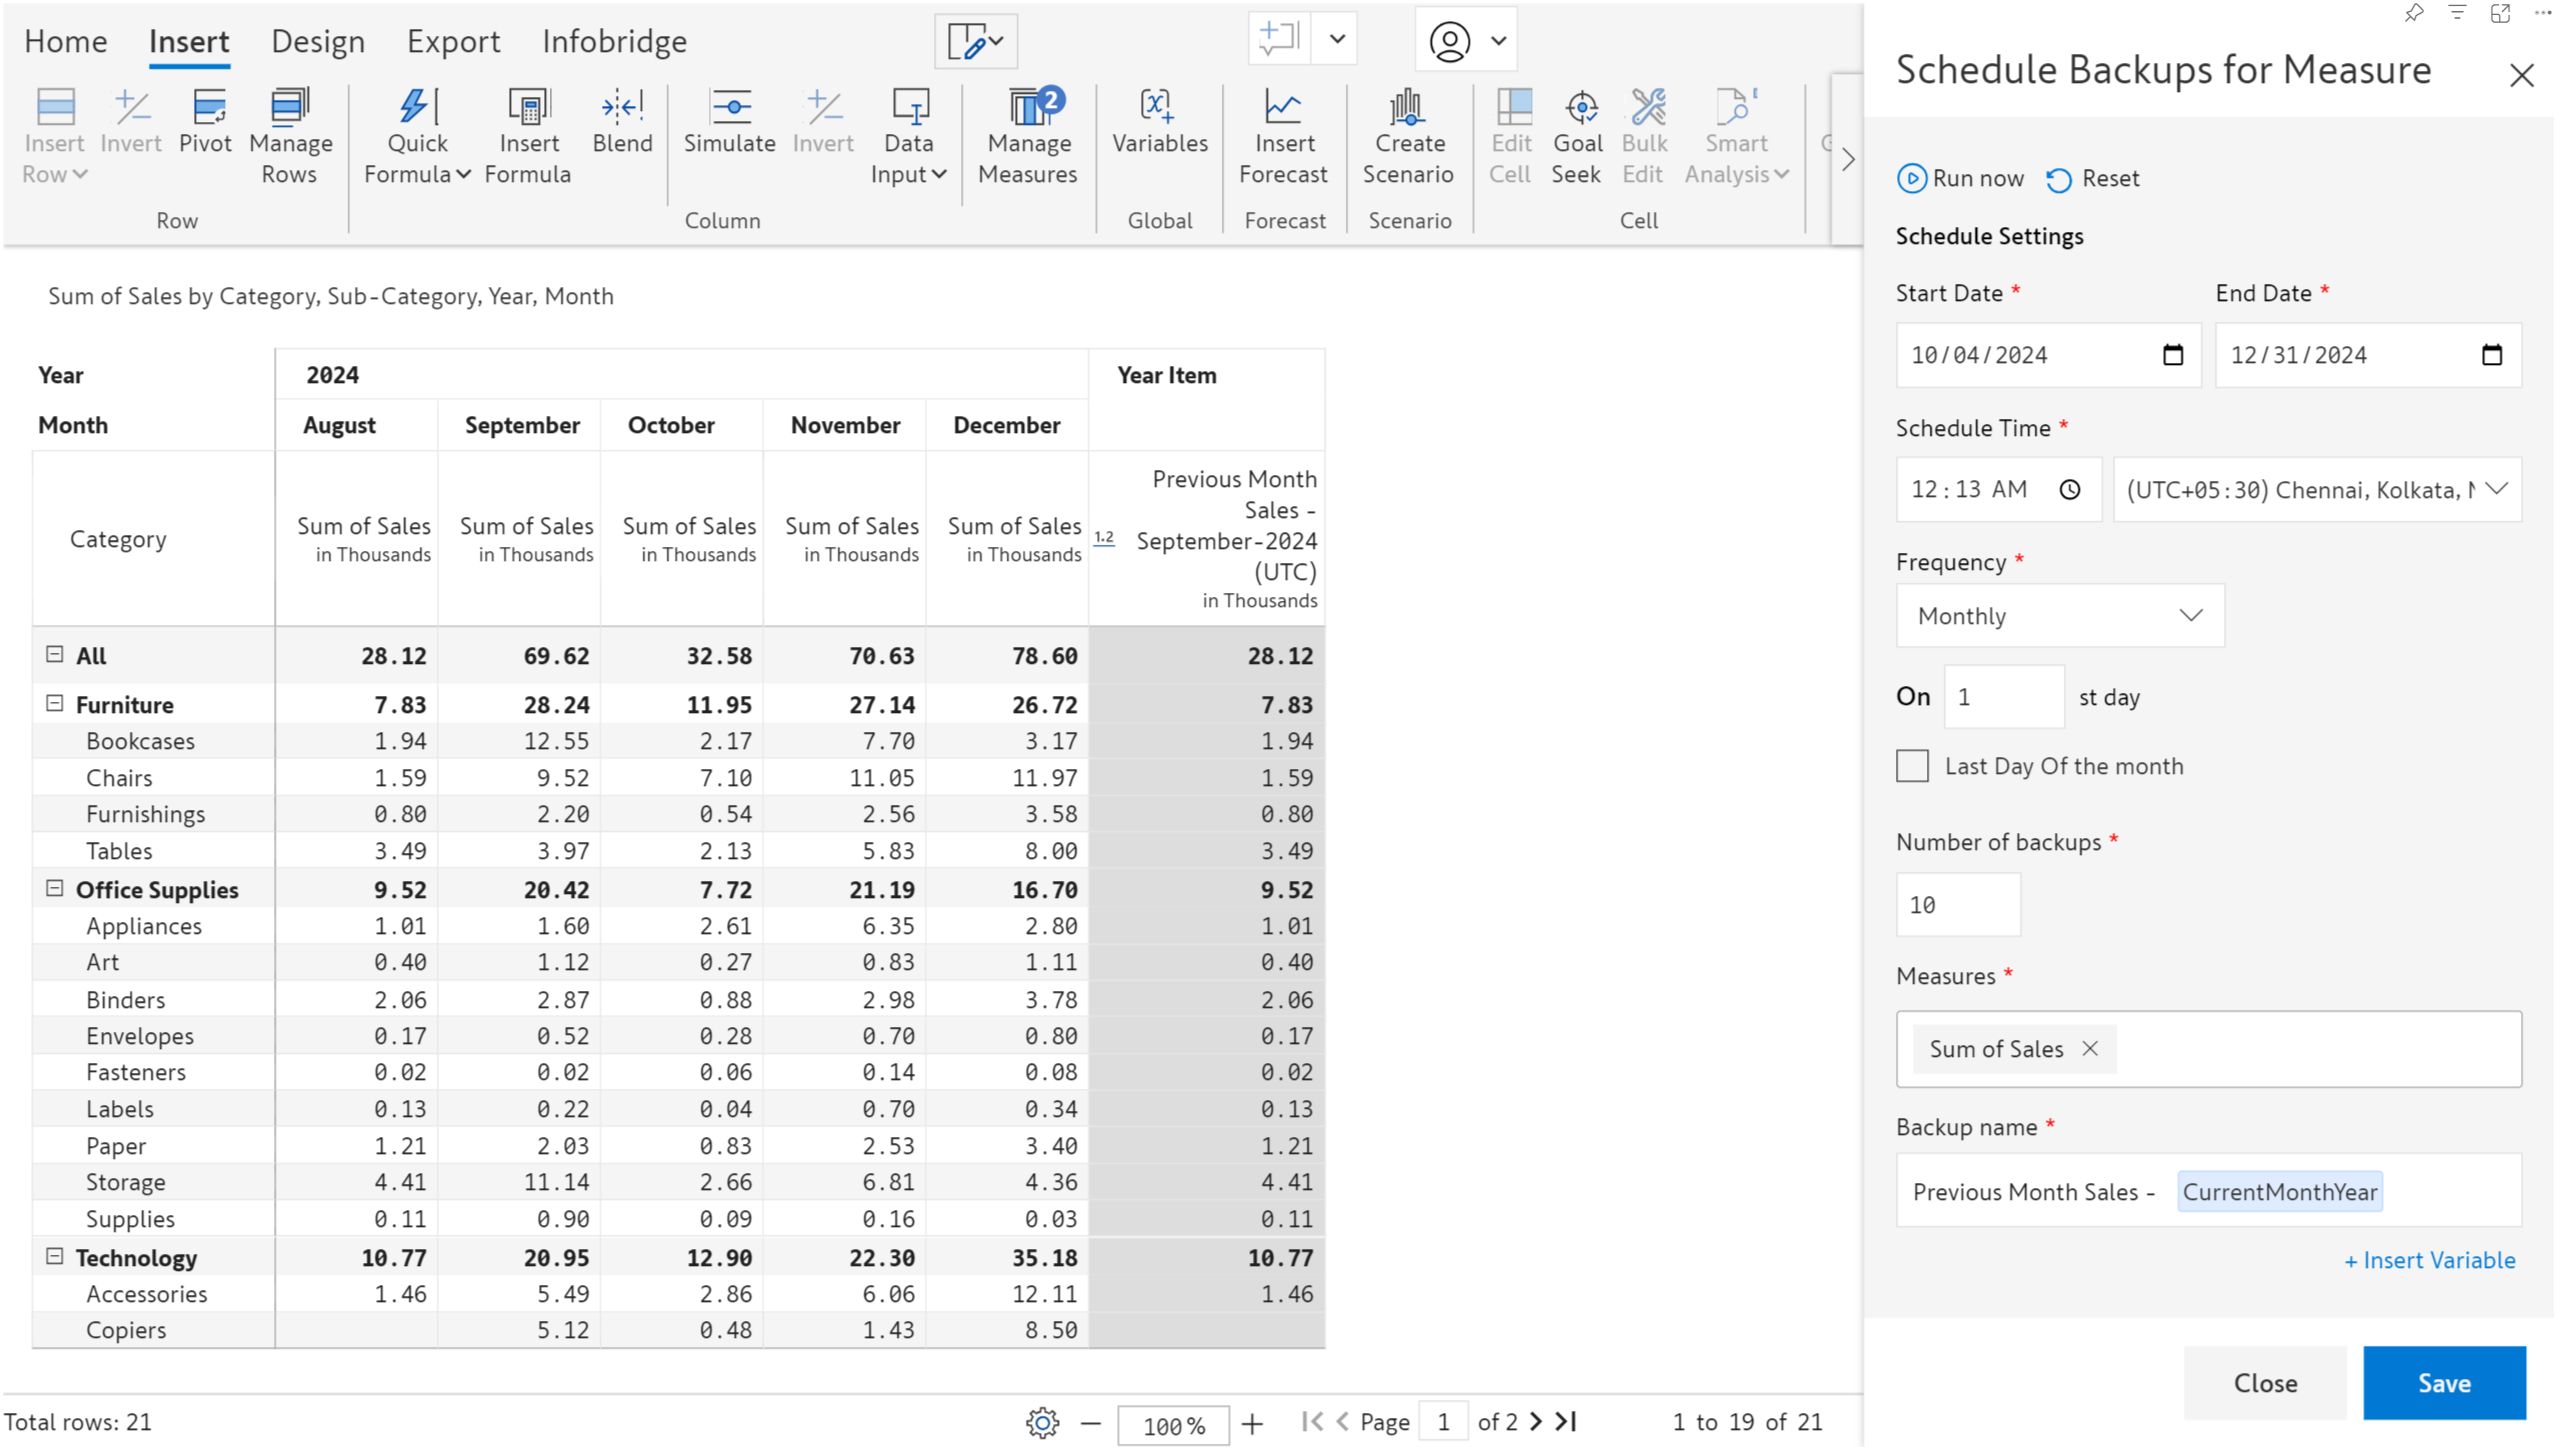 Home Insert Design Export Infobridge
Insert Row Invert Pivot Manage Rows Quick Formula Insert Formula Blend Simulate Invert Data Input Manage Measures 2 Variables Insert Forecast Create Scenario Edit Cell Goal Seek Bulk Edit Smart Analysis
Row Column Global Forecast Scenario Cell
Sum of Sales by Category, Sub-Category, Year, Month
Year 2024 Year Item
Month August September October November December
Category Sum of Sales in Thousands Sum of Sales in Thousands Sum of Sales in Thousands Sum of Sales in Thousands Sum of Sales in Thousands 1.2 Previous Month Sales - September-2024 (UTC) in Thousands
All 28.12 69.62 32.58 70.63 78.60 28.12
Furniture 7.83 28.24 11.95 27.14 26.72 7.83
Bookcases 1.94 12.55 2.17 7.70 3.17 1.94
Chairs 1.59 9.52 7.10 11.05 11.97 1.59
Furnishings 0.80 2.20 0.54 2.56 3.58 0.80
Tables 3.49 3.97 2.13 5.83 8.00 3.49
Office Supplies 9.52 20.42 7.72 21.19 16.70 9.52
Appliances 1.01 1.60 2.61 6.35 2.80 1.01
Art 0.40 1.12 0.27 0.83 1.11 0.40
Binders 2.06 2.87 0.88 2.98 3.78 2.06
Envelopes 0.17 0.52 0.28 0.70 0.80 0.17
Fasteners 0.02 0.02 0.06 0.14 0.08 0.02
Labels 0.13 0.22 0.04 0.70 0.34 0.13
Paper 1.21 2.03 0.83 2.53 3.40 1.21
Storage 4.41 11.14 2.66 6.81 4.36 4.41
Supplies 0.11 0.90 0.09 0.16 0.03 0.11
Technology 10.77 20.95 12.90 22.30 35.18 10.77
Accessories 1.46 5.49 2.86 6.06 12.11 1.46
Copiers 5.12 0.48 1.43 8.50
Total rows: 21 100% Page 1 of 2 1 to 19 of 21
Schedule Backups for Measure
Run now Reset
Schedule Settings
Start Date * End Date *
10/04/2024 12/31/2024
Schedule Time *
12:13 AM (UTC+05:30) Chennai, Kolkata,
Frequency *
Monthly
On 1 st day
Last Day Of the month
Number of backups *
10
Measures *
Sum of Sales
Backup name *
Previous Month Sales - CurrentMonthYear
+ Insert Variable
Close Save